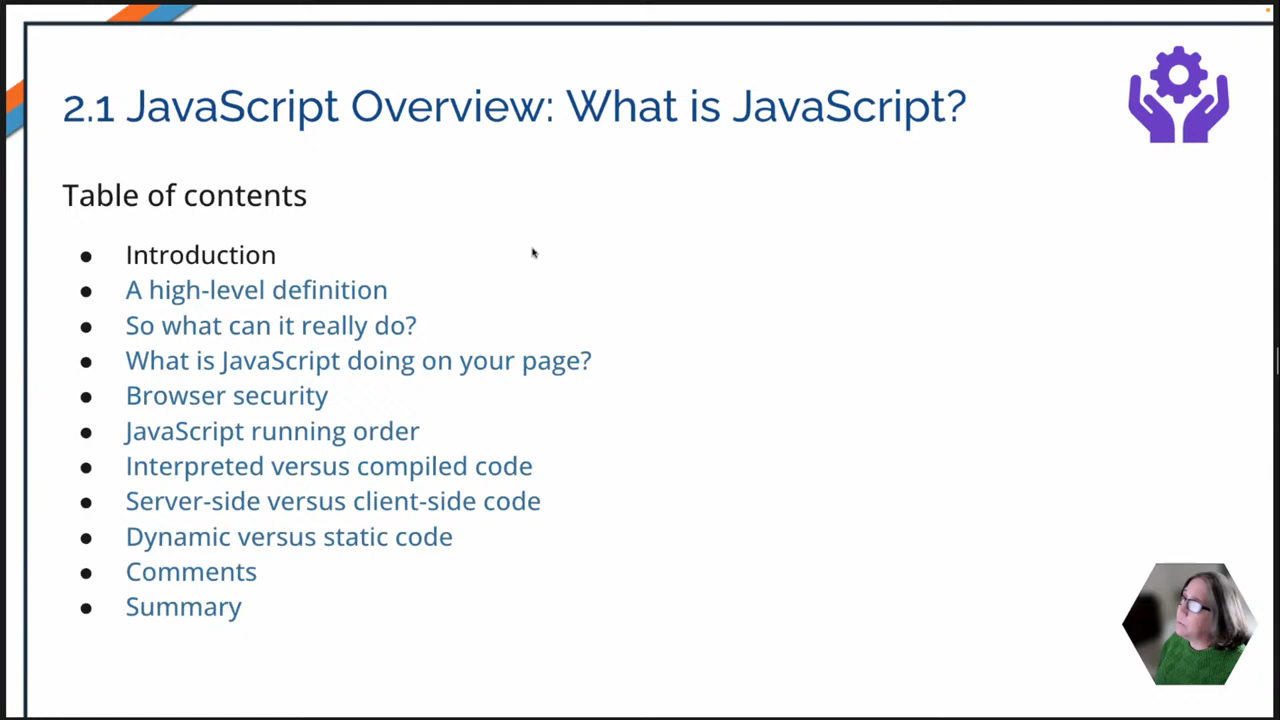 2.1 JavaScript Overview: What is JavaScript?
Table of contents
● Introduction
● A high-level definition
● So what can it really do?
● What is JavaScript doing on your page?
● Browser security
● JavaScript running order
● Interpreted versus compiled code
● Server-side versus client-side code
● Dynamic versus static code
● Comments
● Summary